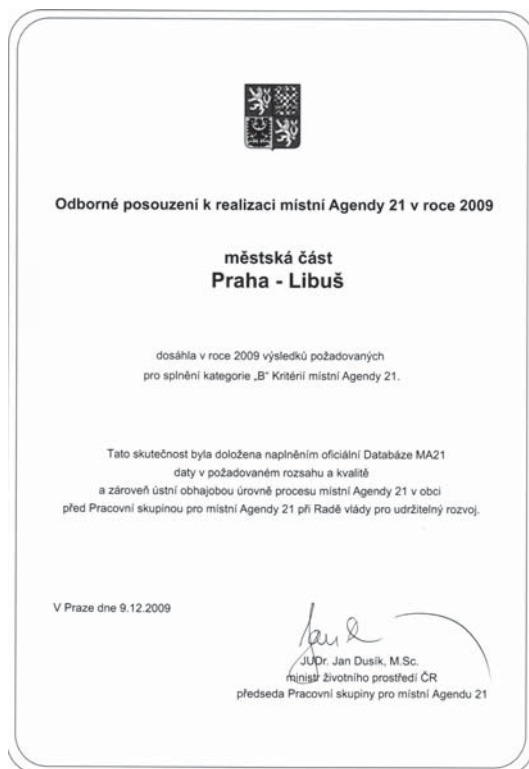 Odborné posouzení k realizaci místní Agendy 21 v roce 2009
městská část
Praha - Libuš
dosáhla v roce 2009 výsledků požadovaných
pro splnění kategorie „B" Kritérií místní Agendy 21.
Tato skutečnost byla doložena naplněním oficiální Databáze MA21
daty v požadovaném rozsahu a kvalitě
a zároveň ústní obhajobou úrovně procesu místní Agendy 21 v obci
před Pracovní skupinou pro místní Agendy 21 při Radě vlády pro udržitelný rozvoj.
V Praze dne 9.12.2009
JUDr. Jan Dusík, M.Sc.
ministr životního prostředí ČR
předseda Pracovní skupiny pro místní Agendu 21